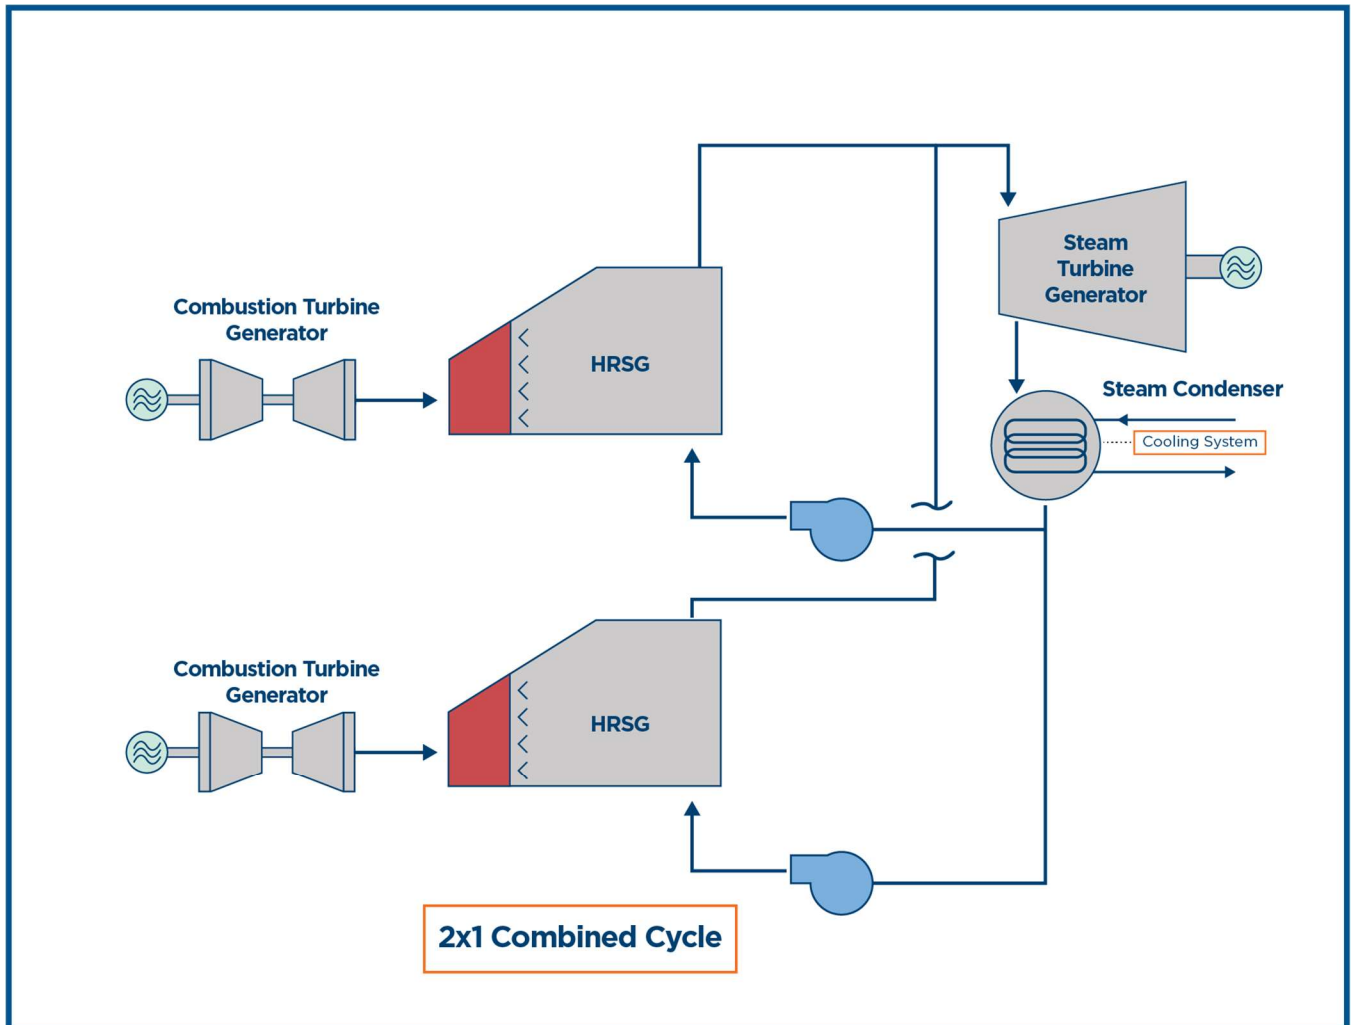 Steam
Turbine
Generator
Combustion Turbine
Generator
HRSG
Steam Condenser
Cooling System
Combustion Turbine
Generator
HRSG
2x1 Combined Cycle